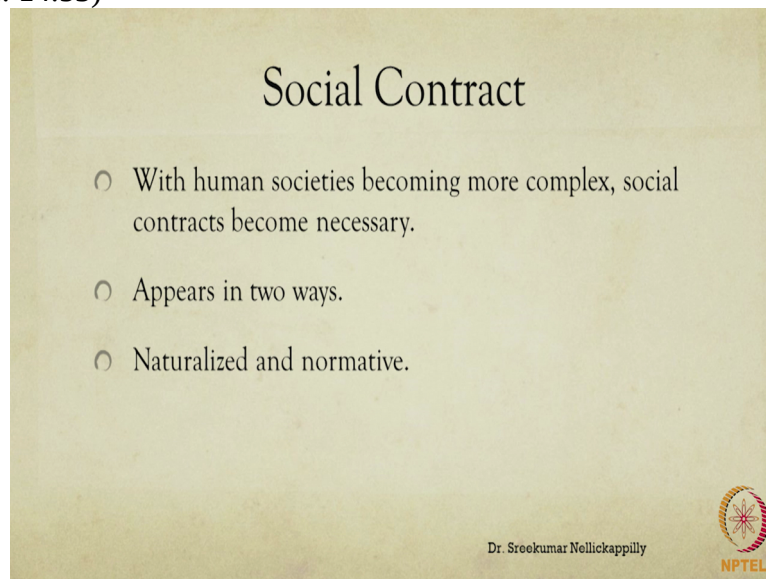 Social Contract
With human societies becoming more complex, social
contracts become necessary.
Appears in two ways.
Naturalized and normative.
Dr. Sreekumar Nellickappilly
NPTEL